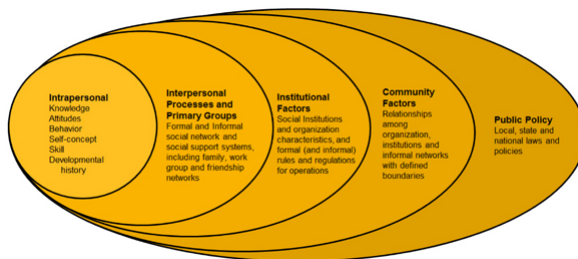 Intrapersonal
Knowledge
Attitudes
Behavior
Self-concept
Skill
Developmental
history
Interpersonal
Processes and
Primary Groups
Formal and Informal
social network and
social support systems,
including family, work
group and friendship
networks
Institutional
Factors
Social Institutions
and organization
characteristics, and
formal (and informal)
rules and regulations
for operations
Community
Factors
Relationships
among
organization,
institutions and
informal networks
with defined
boundaries
Public Policy
Local, state and
national laws and
policies